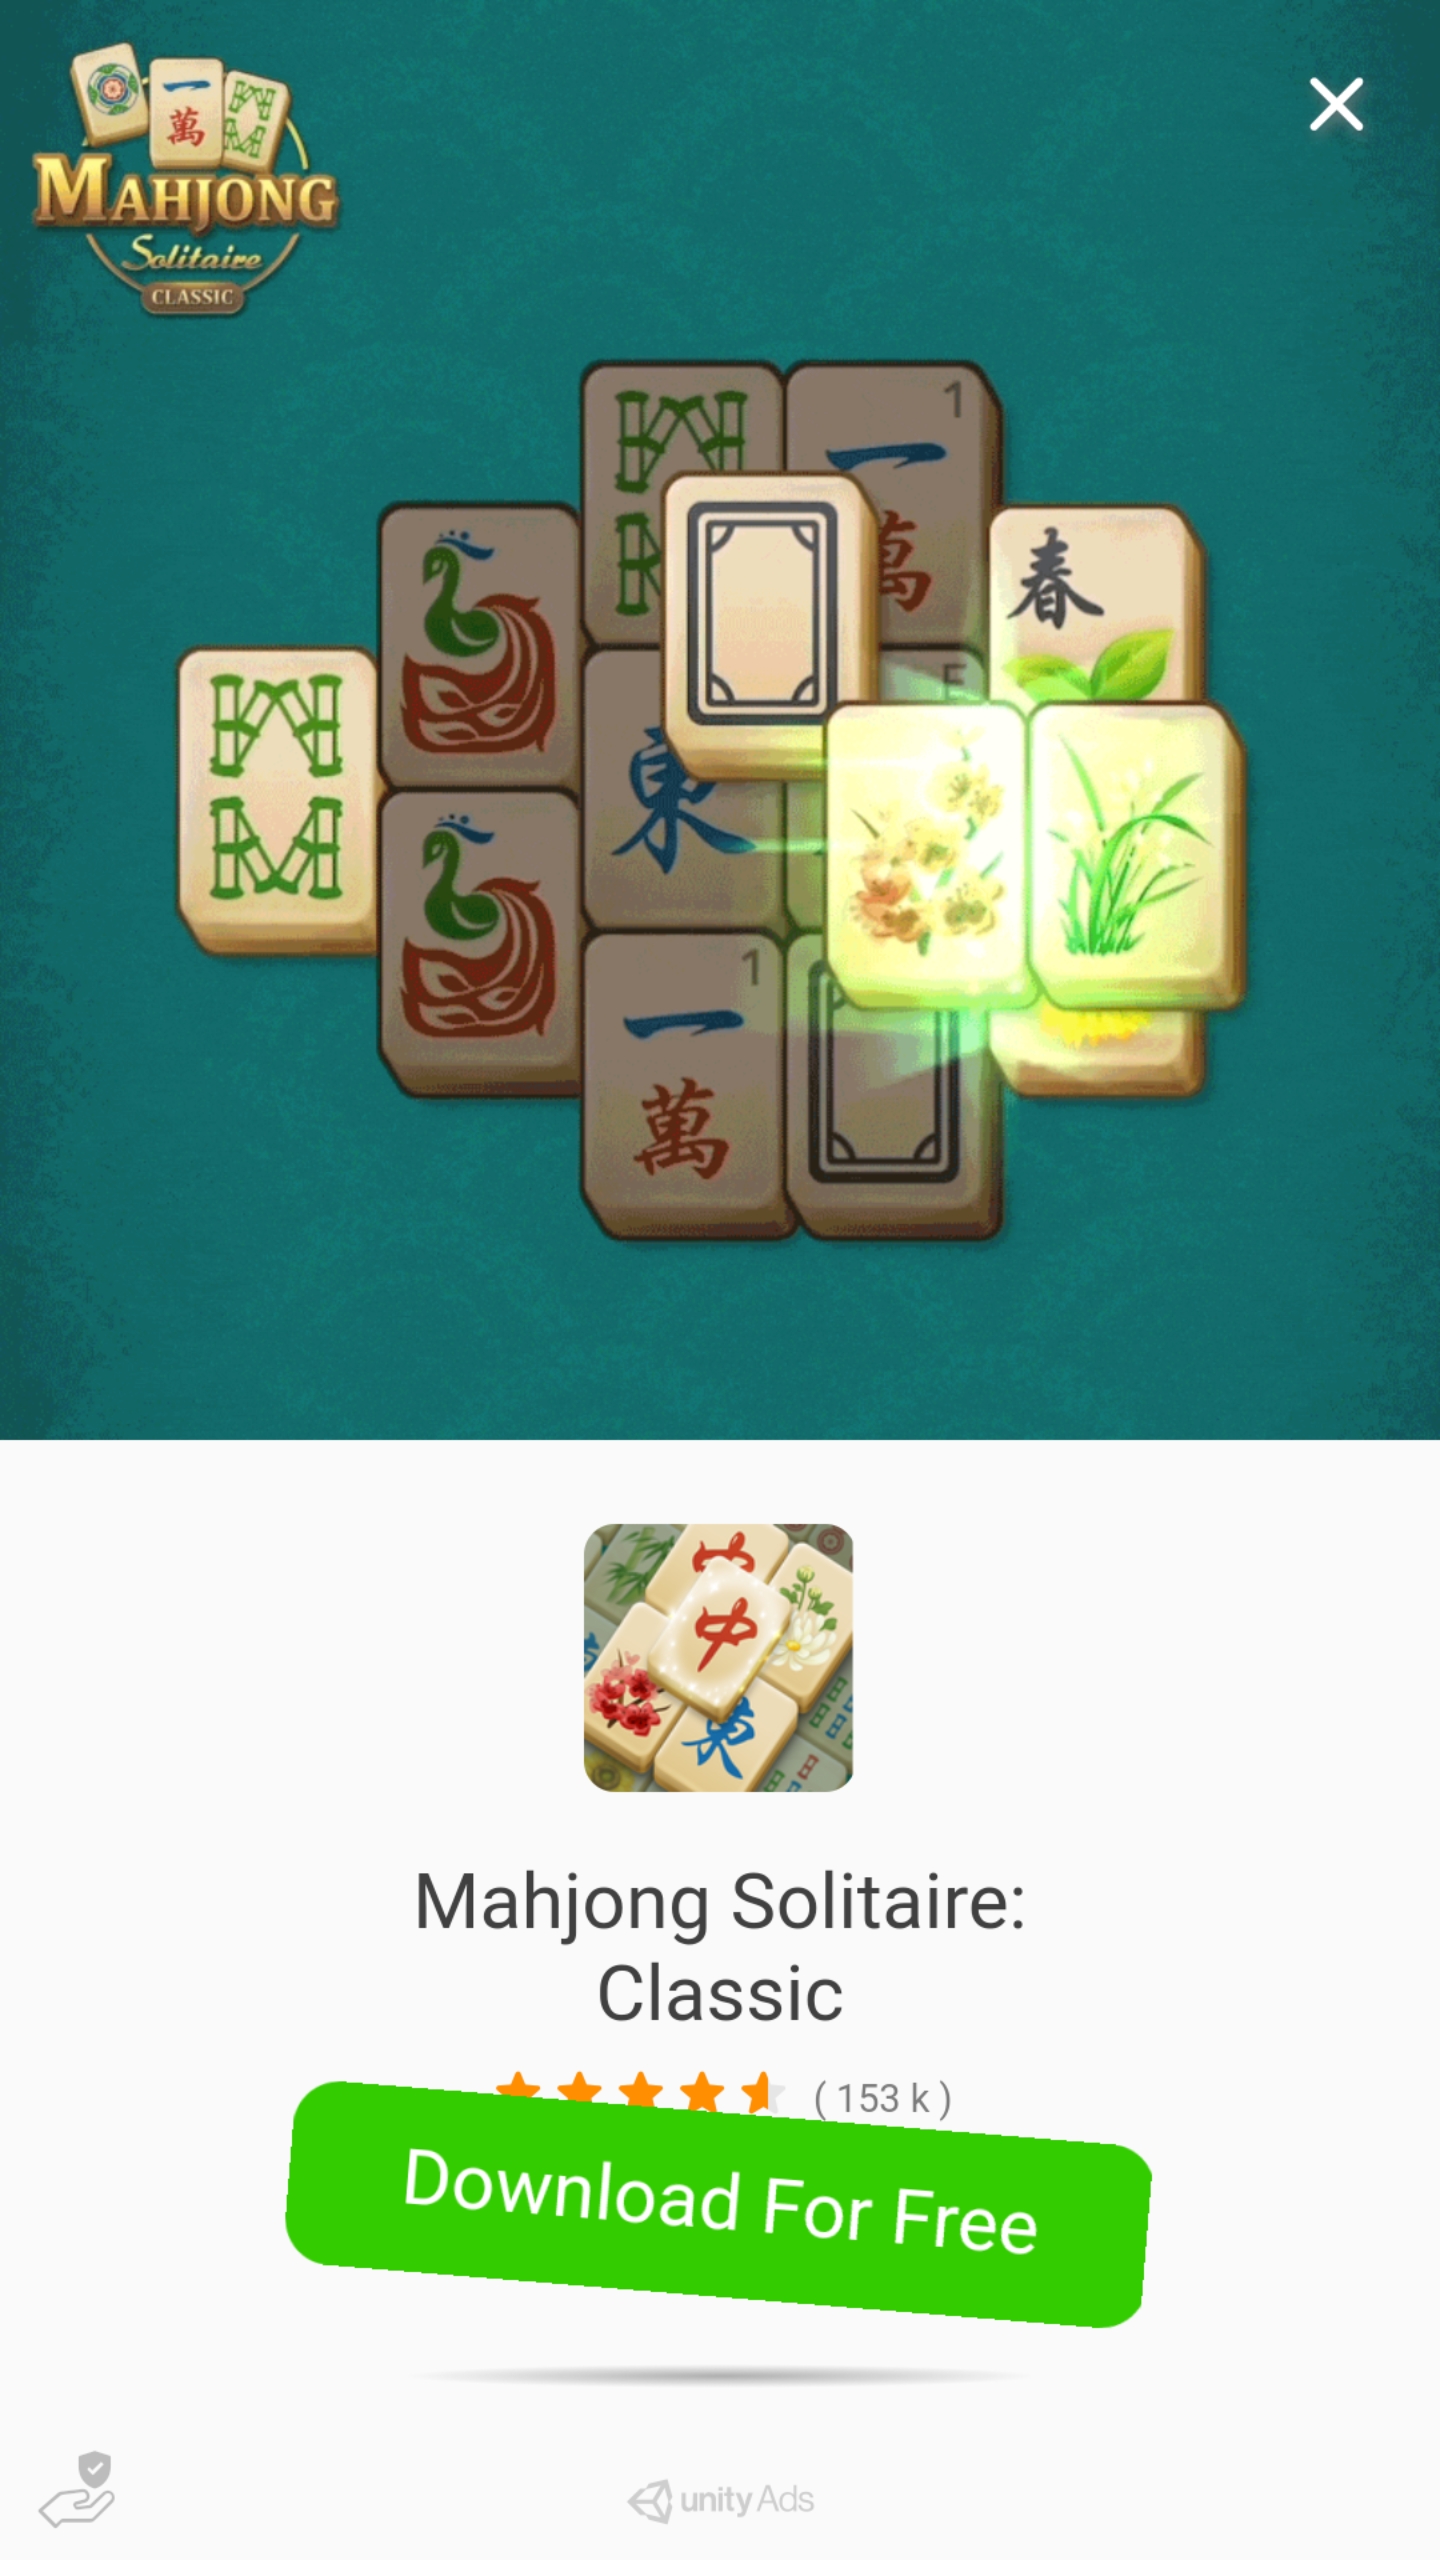 一
萬
MAHJONG
Solitaire
CLASSIC
1
一
萬
春
E
東
1
一
萬
中
中
東
Mahjong Solitaire:
Classic
( 153 k )
Download For Free
unity Ads